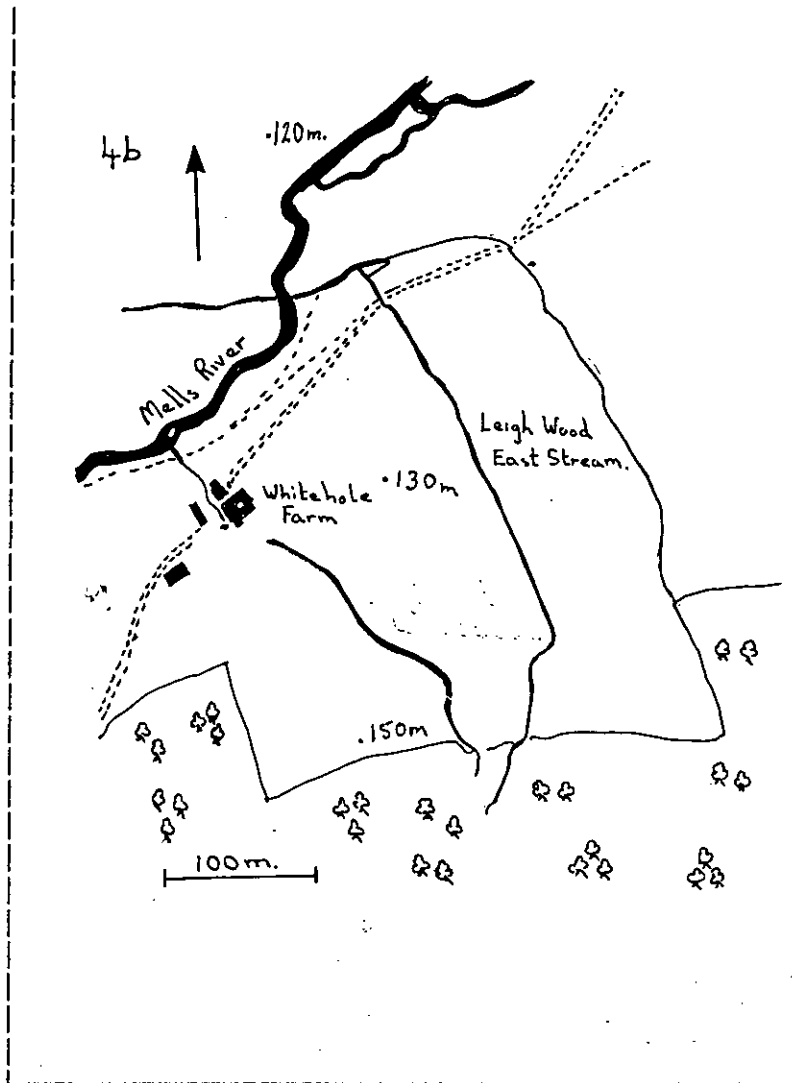 .120m.
4b
Mells River
Leigh Wood
East Stream.
.130m
Whitehole
Farm
.150m
100m.